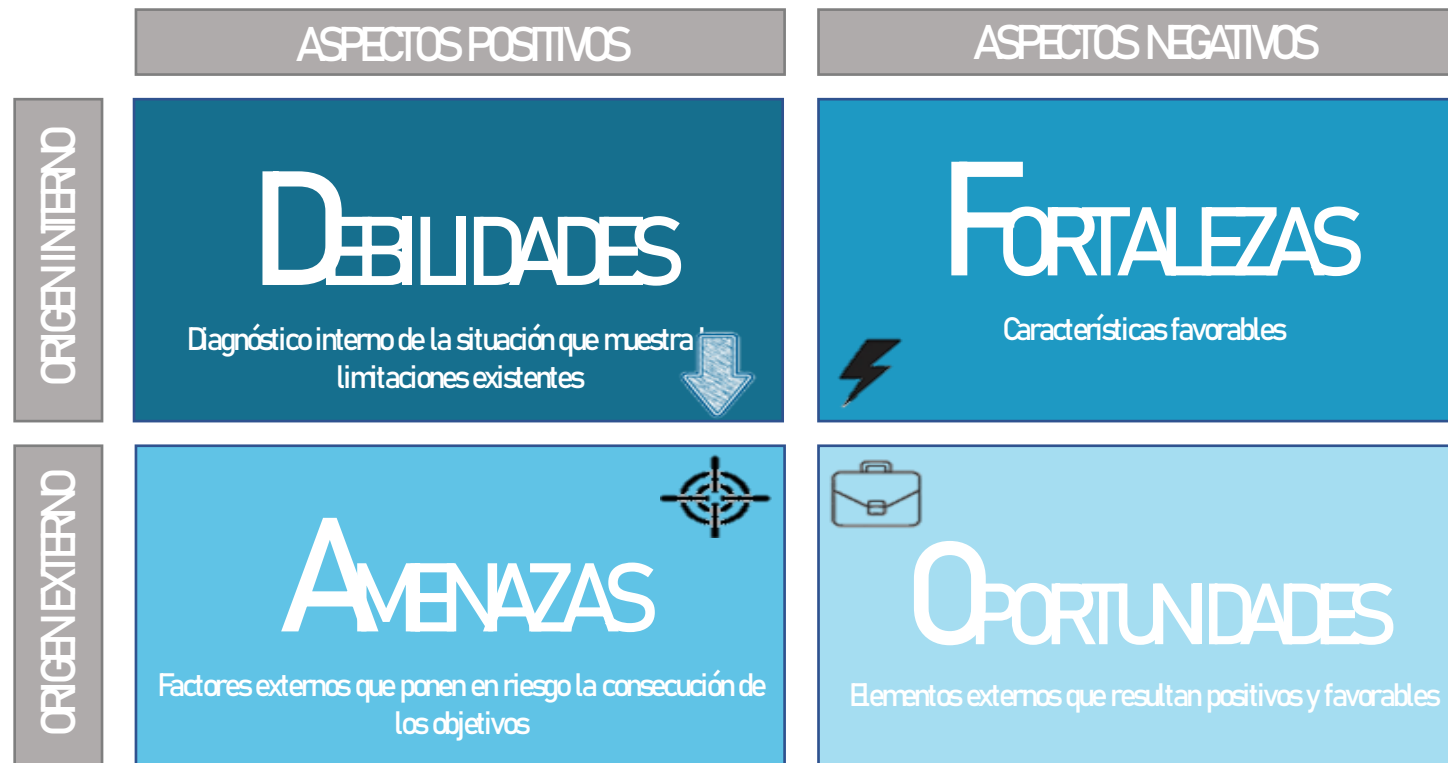 ASPECTOS POSITIVOS
ASPECTOS NEGATIVOS
ORIGEN INTERNO
DEBILIDADES
Diagnóstico interno de la situación que muestra
limitaciones existentes
FORTALEZAS
Características favorables
ORIGEN EXTERNO
AMENAZAS
Factores externos que ponen en riesgo la consecución de
los objetivos
OPORTUNIDADES
Elementos externos que resultan positivos y favorables